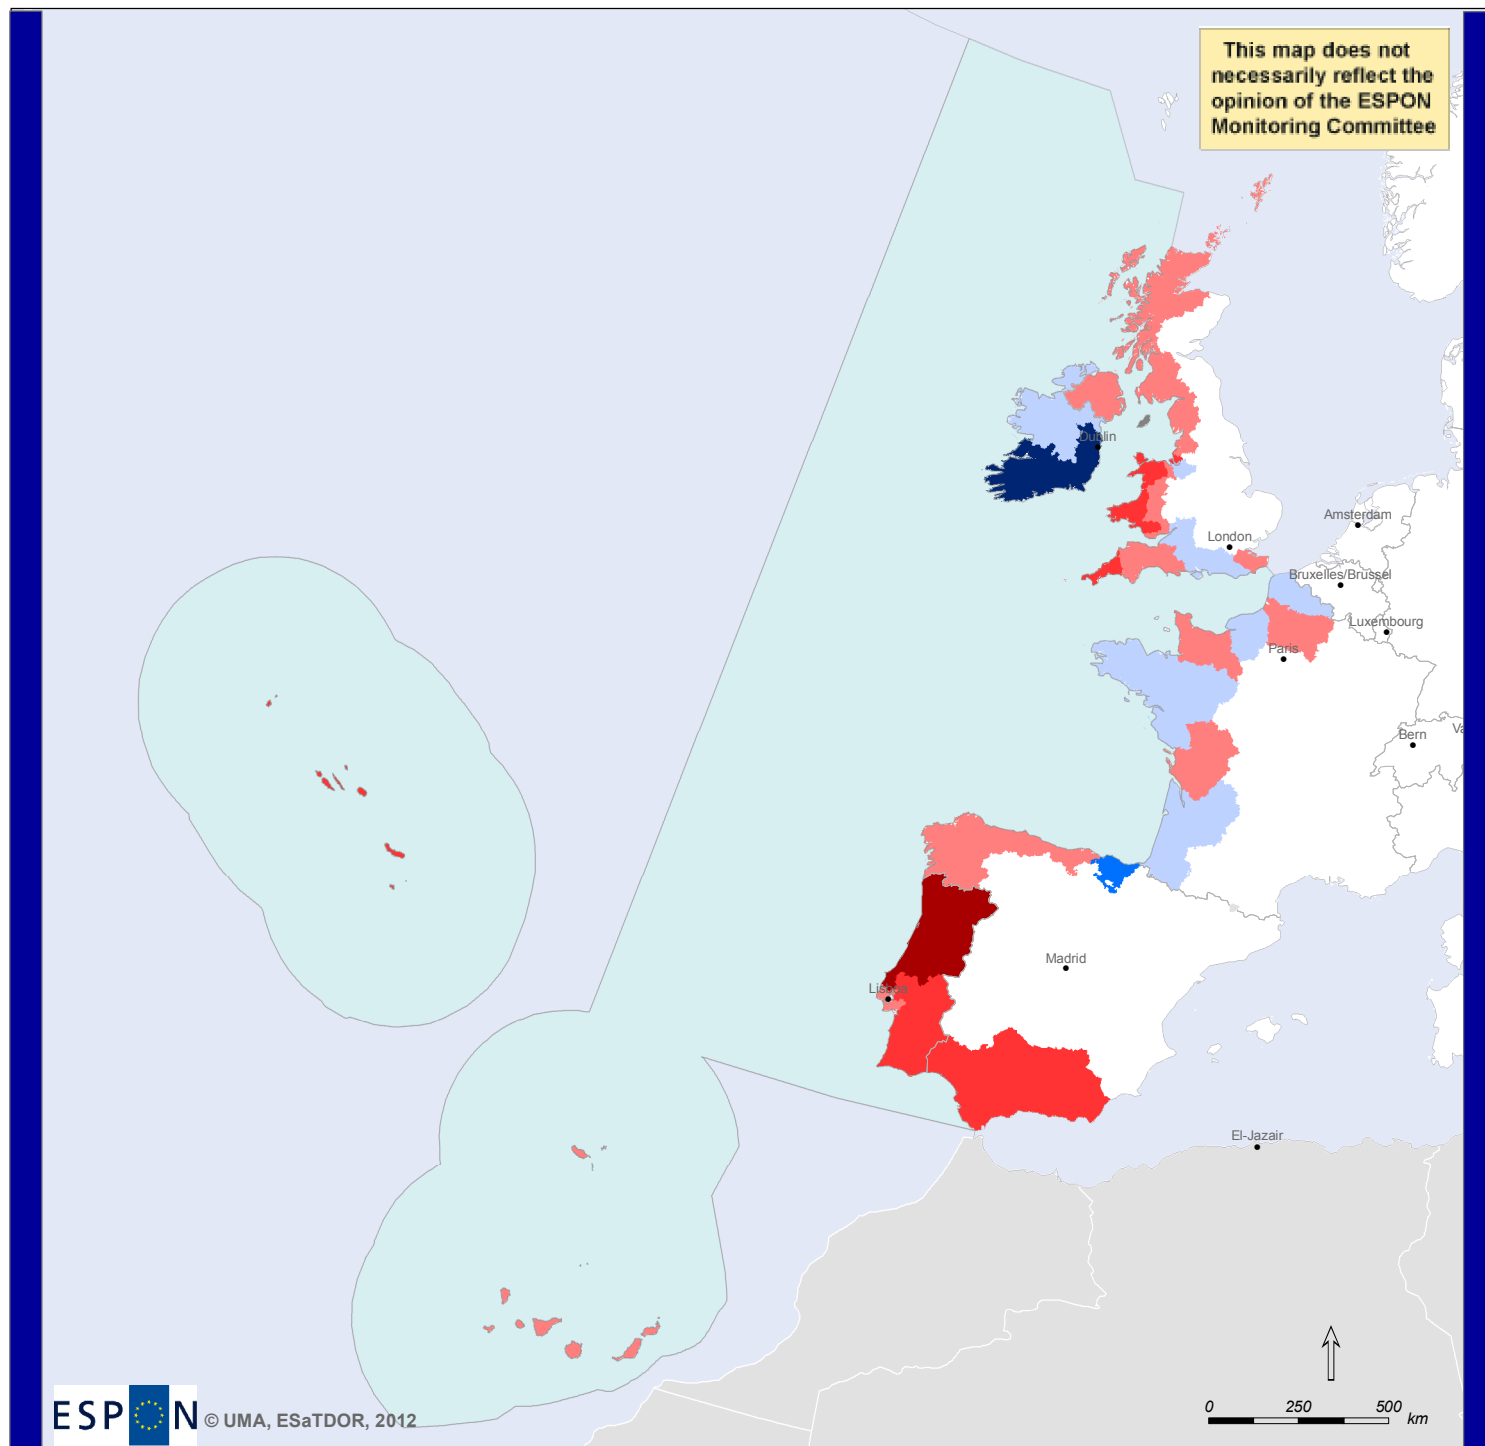 This map does not
necessarily reflect the
opinion of the ESPON
Monitoring Committee
Dublin
Amsterdam
London
Bruxelles/Brussel
Luxembourg
Paris
Bern
Va
Madrid
Lisboa
El-Jazair
0 250 500 km
ESPON © UMA, ESaTDOR, 2012